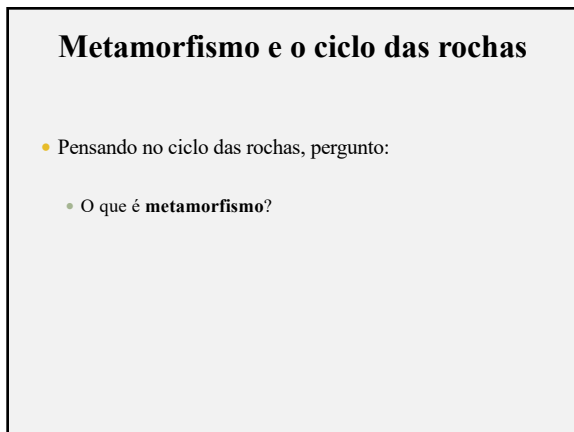 Metamorfismo e o ciclo das rochas
• Pensando no ciclo das rochas, pergunto:
• O que é metamorfismo?